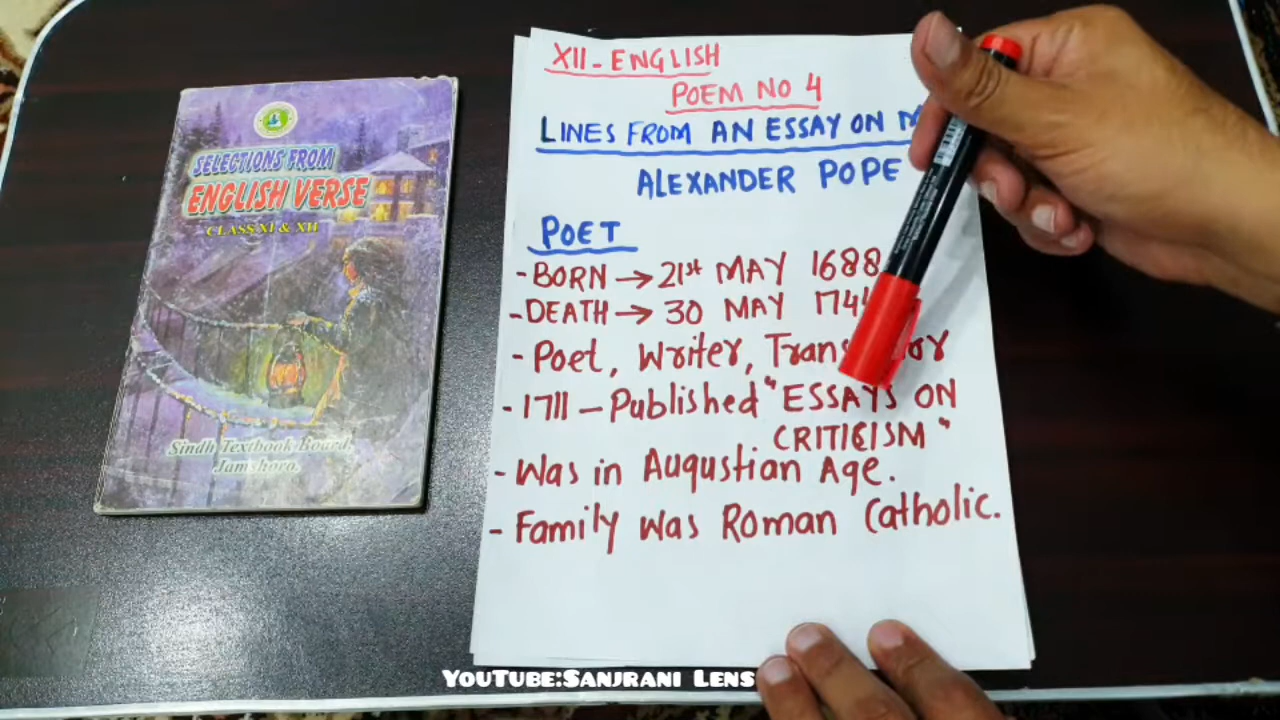 SELECTIONS FROM
ENGLISH VERSE
CLASS XI & XII
Sindh Textbook Board,
Jamshoro.
XII - ENGLISH
POEM NO 4
LINES FROM AN ESSAY ON
ALEXANDER POPE
POET
- BORN → 21st MAY 1688
- DEATH → 30 MAY 174
- Poet, Writer,
- 1711 - Published "ESSAYS ON
CRITICISM"
- Was in Augustian Age.
- Family was Roman Catholic.
YOUTUBE:SANJRANI LENS